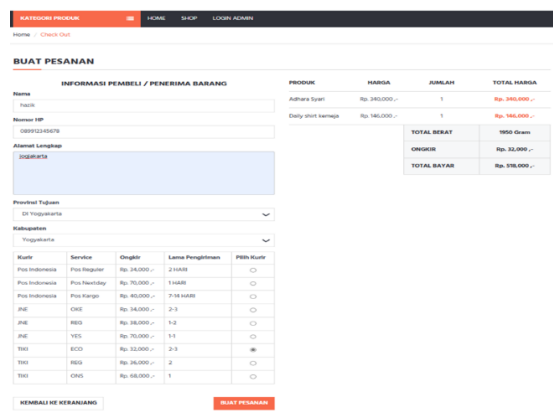 KATEGORI PRODUK HOME SHOP LOGIN ADMIN
Home / Check Out
BUAT PESANAN
INFORMASI PEMBELI / PENERIMA BARANG
Nama
hasik
Nomor HP
089912345678
Alamat Lengkap
jogjakarta
Provinsi Tujuan
DI Yogyakarta
Kabupaten
Yogyakarta
Kurir Service Ongkir Lama Pengiriman Pilih Kurir
Pos Indonesia Pos Reguler Rp. 34,000 ,- 2 HARI
Pos Indonesia Pos Nextday Rp. 70,000 ,- 1 HARI
Pos Indonesia Pos Kargo Rp. 40,000 ,- 7-14 HARI
JNE OKE Rp. 34,000 ,- 2-3
JNE REG Rp. 38,000 ,- 1-2
JNE YES Rp. 70,000 ,- 1-1
TIKI ECO Rp. 32,000 ,- 2-3
TIKI REG Rp. 36,000 ,- 2
TIKI ONS Rp. 68,000 ,- 1
KEMBALI KE KERANJANG BUAT PESANAN
PRODUK HARGA JUMLAH TOTAL HARGA
Adhara Syari Rp. 340,000 ,- 1 Rp. 340,000 ,-
Daily shirt kemeja Rp. 146,000 ,- 1 Rp. 146,000 ,-
TOTAL BERAT 1950 Gram
ONGKIR Rp. 32,000 ,-
TOTAL BAYAR Rp. 518,000 ,-